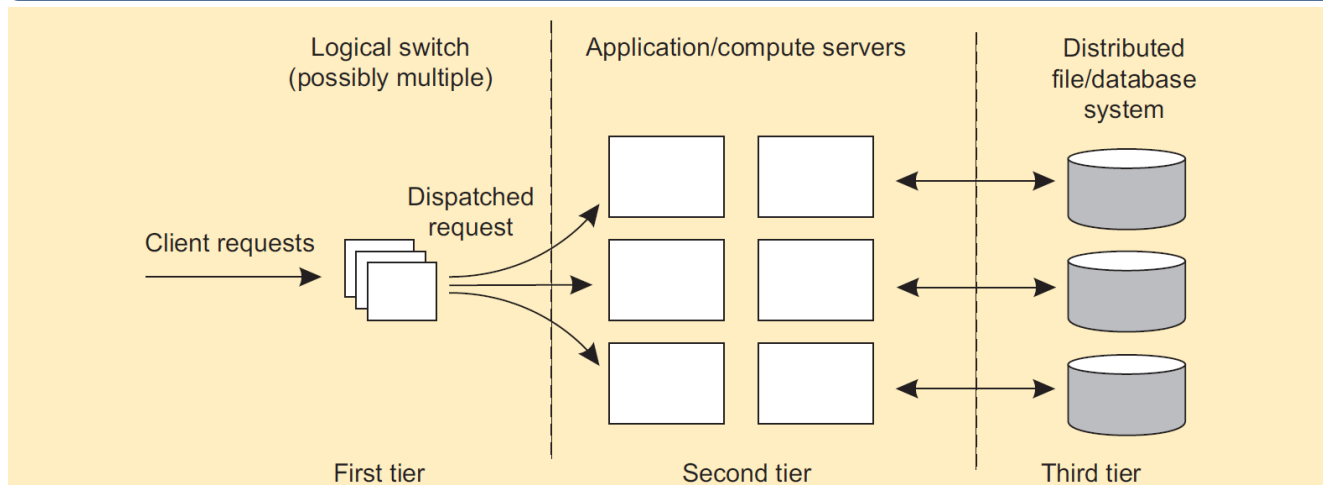 Logical switch
(possibly multiple)
Application/compute servers
Distributed
file/database
system
Dispatched
request
Client requests
First tier
Second tier
Third tier